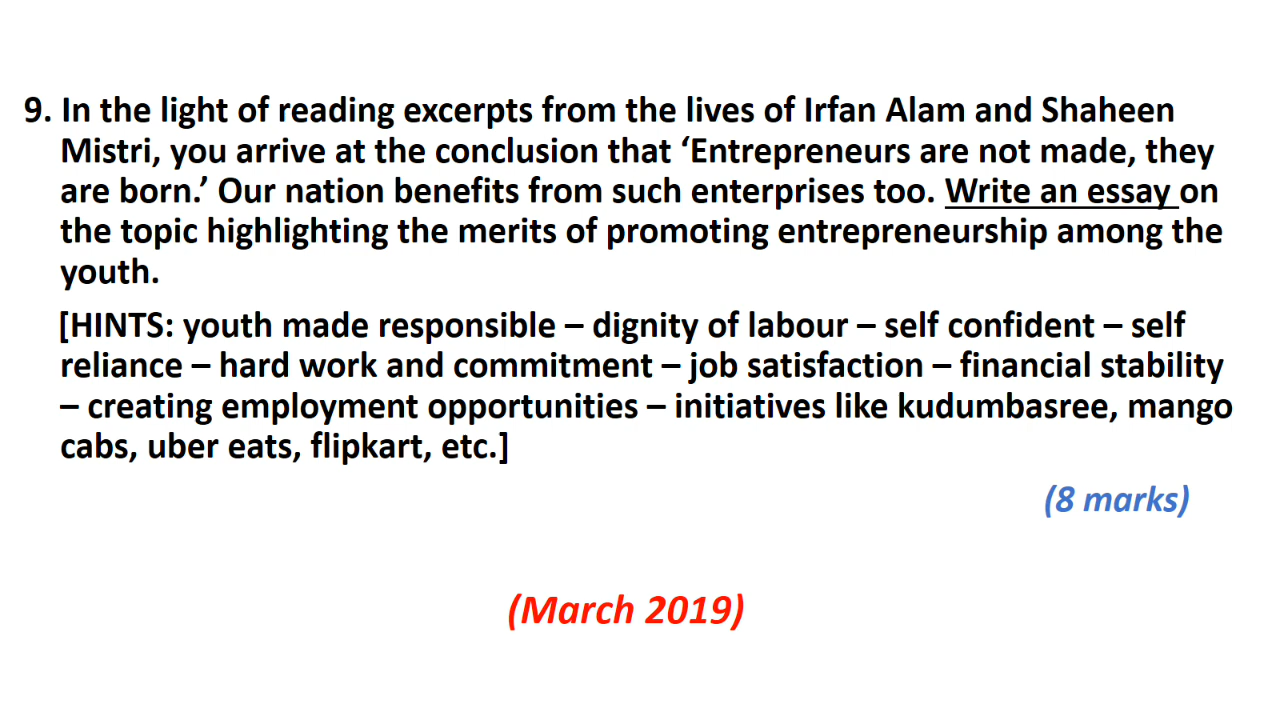 9. In the light of reading excerpts from the lives of Irfan Alam and Shaheen
Mistri, you arrive at the conclusion that ‘Entrepreneurs are not made, they
are born.’ Our nation benefits from such enterprises too. Write an essay on
the topic highlighting the merits of promoting entrepreneurship among the
youth.
[HINTS: youth made responsible – dignity of labour – self confident – self
reliance – hard work and commitment – job satisfaction – financial stability
– creating employment opportunities – initiatives like kudumbasree, mango
cabs, uber eats, flipkart, etc.]
(8 marks)
(March 2019)